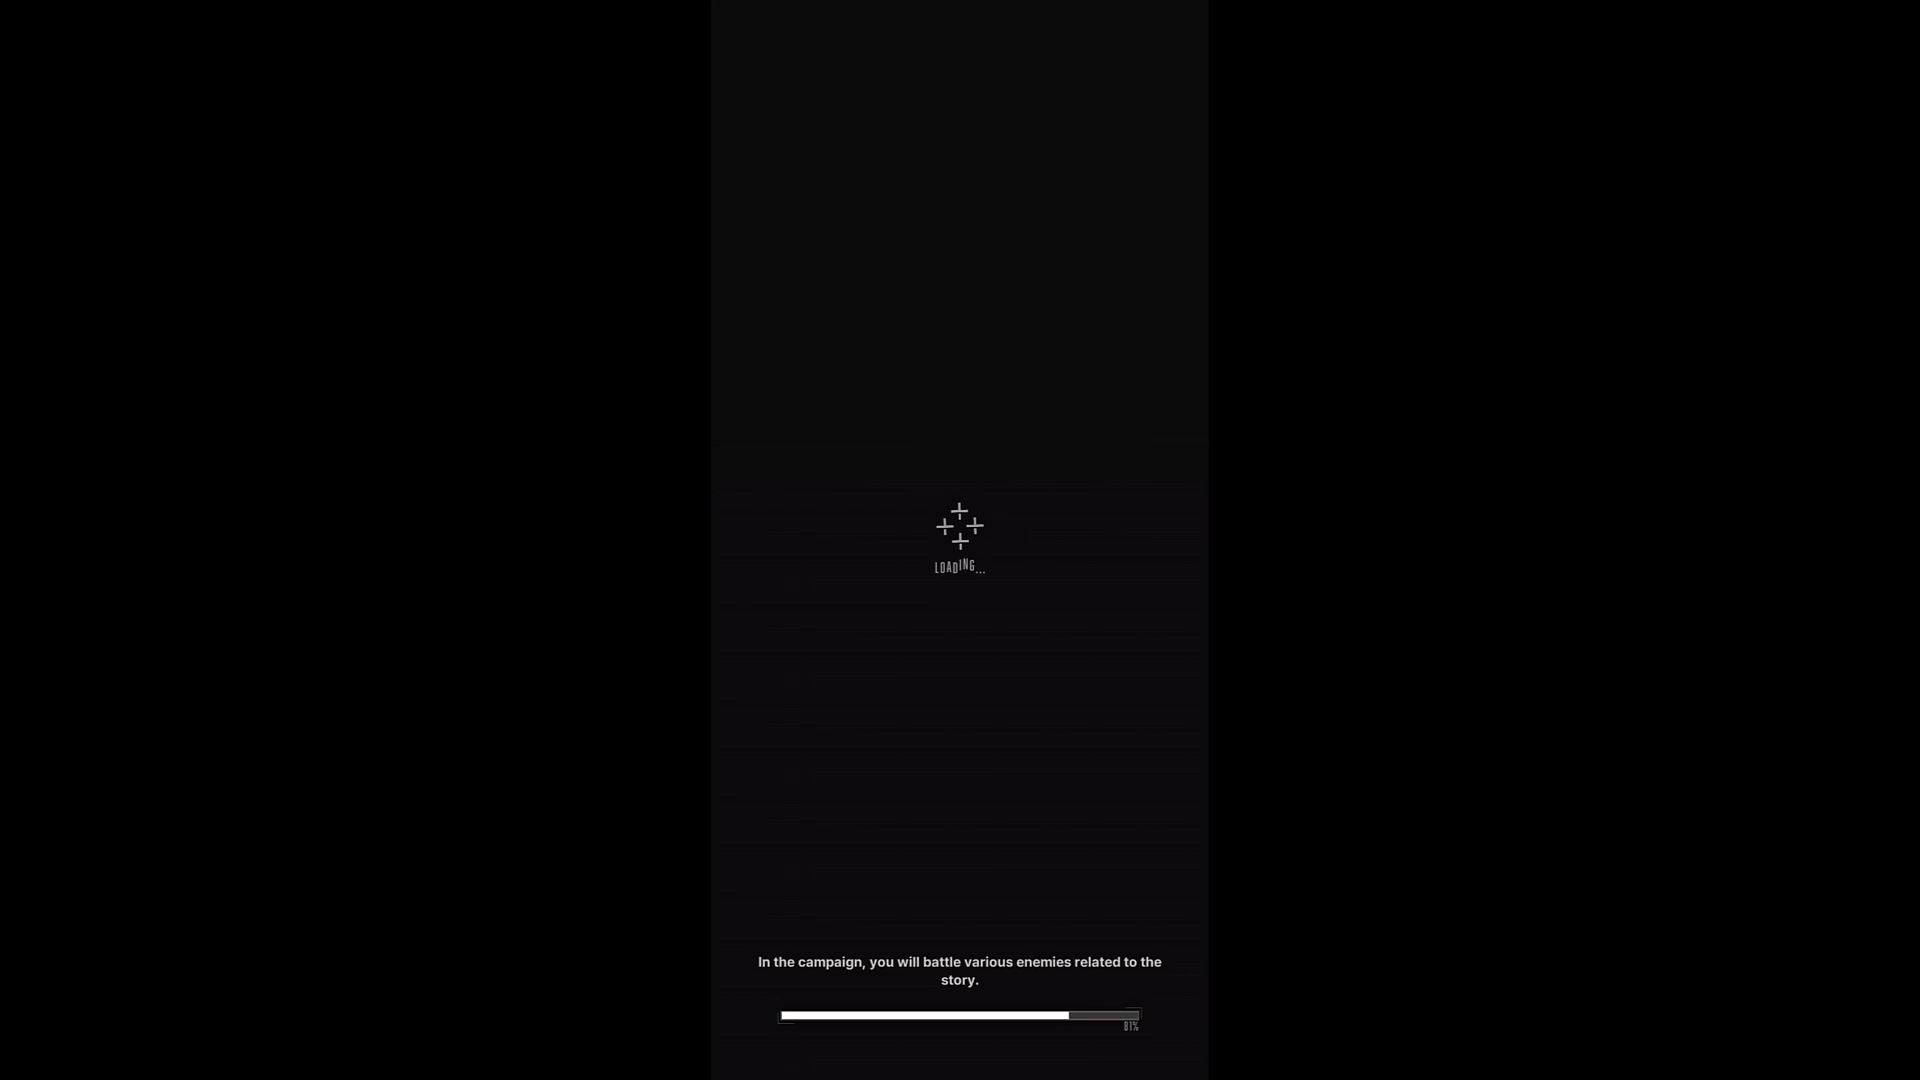 LOADING...
In the campaign, you will battle various enemies related to the
story.
81%